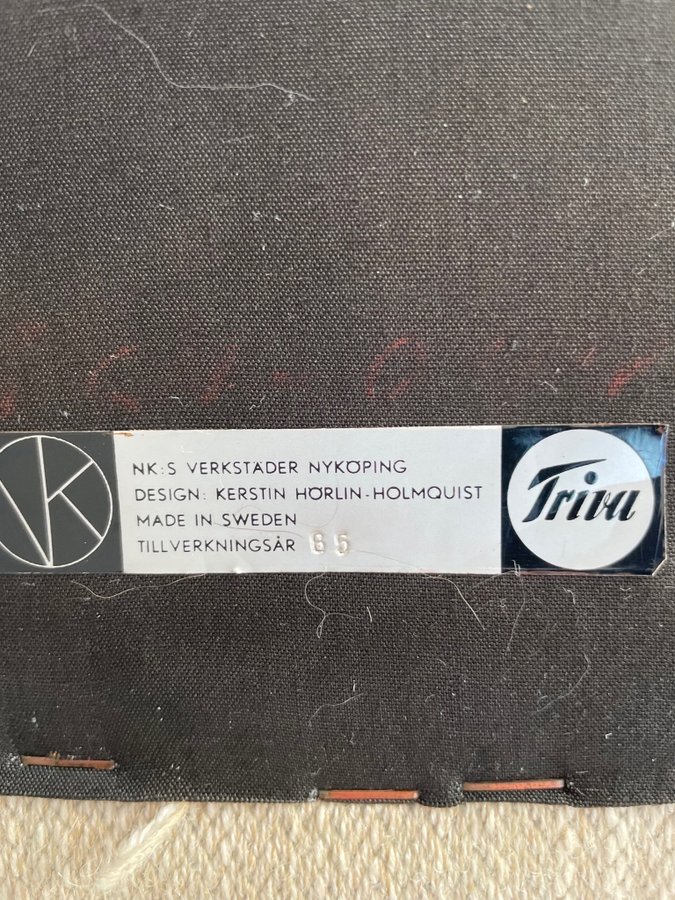 NK:S VERKSTÄDER NYKÖPING
DESIGN: KERSTIN HÖRLIN-HOLMQUIST
MADE IN SWEDEN
TILLVERKNINGSÅR 65
Triva